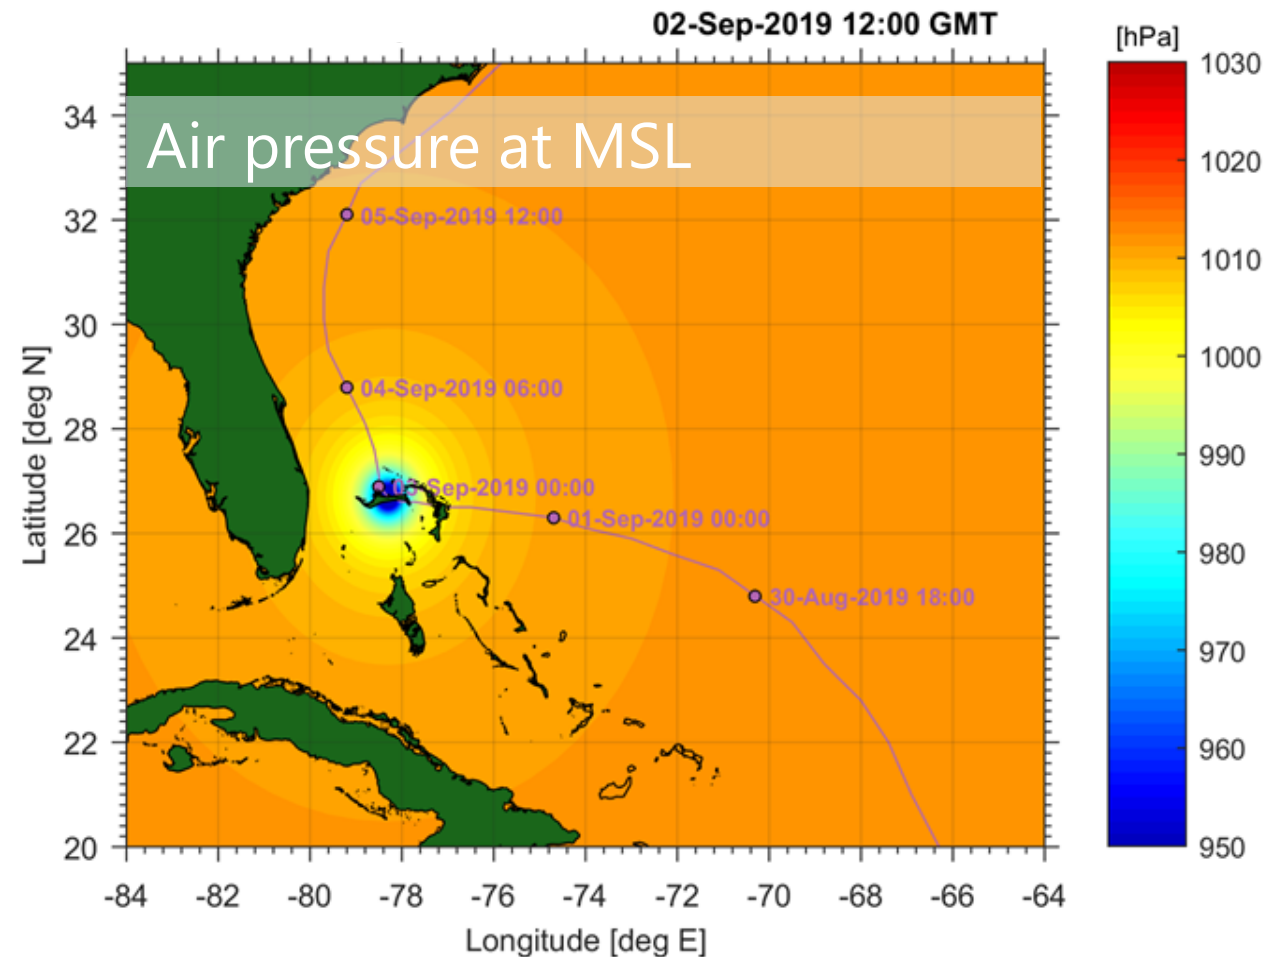 02-Sep-2019 12:00 GMT
[hPa]
Air pressure at MSL
05-Sep-2019 12:00
04-Sep-2019 06:00
03-Sep-2019 00:00
01-Sep-2019 00:00
30-Aug-2019 18:00
Latitude [deg N]
34
32
30
28
26
24
22
20
-84 -82 -80 -78 -76 -74 -72 -70 -68 -66 -64
Longitude [deg E]
1030
1020
1010
1000
990
980
970
960
950